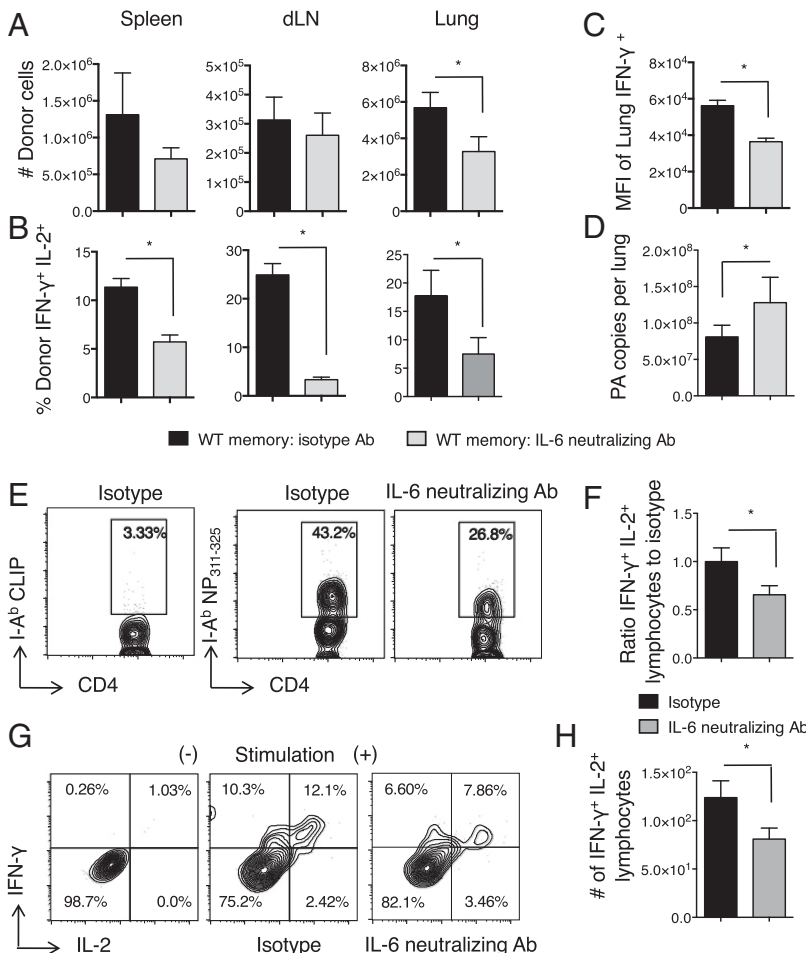 A Spleen dLN Lung C
# Donor cells
2.0×10⁶
1.5×10⁶
1.0×10⁶
5.0×10⁵
0.0
5×10⁵
4×10⁵
3×10⁵
2×10⁵
1×10⁵
0
8×10⁶
6×10⁶
4×10⁶
2×10⁶
0
*
MFI of Lung IFN-γ +
8×10⁴
6×10⁴
4×10⁴
2×10⁴
0
*
B
% Donor IFN-γ⁺ IL-2⁺
15
10
5
0
*
30
20
10
0
*
25
20
15
10
5
0
*
D
PA copies per lung
2.0×10⁸
1.5×10⁸
1.0×10⁸
5.0×10⁷
0.0
*
WT memory: isotype Ab WT memory: IL-6 neutralizing Ab
E Isotype Isotype IL-6 neutralizing Ab
I-Aᵇ CLIP
3.33%
CD4
I-Aᵇ NP₃₁₁₋₃₂₅
43.2%
26.8%
CD4
F
Ratio IFN-γ⁺ IL-2⁺
lymphocytes to isotype
1.5
1.0
0.5
0.0
*
Isotype
IL-6 neutralizing Ab
G (-) Stimulation (+)
IFN-γ
0.26% 1.03%
98.7% 0.0%
IL-2
10.3% 12.1%
75.2% 2.42%
Isotype
6.60% 7.86%
82.1% 3.46%
IL-6 neutralizing Ab
H
# of IFN-γ⁺ IL-2⁺
lymphocytes
1.5×10²
1.0×10²
5.0×10¹
0.0
*